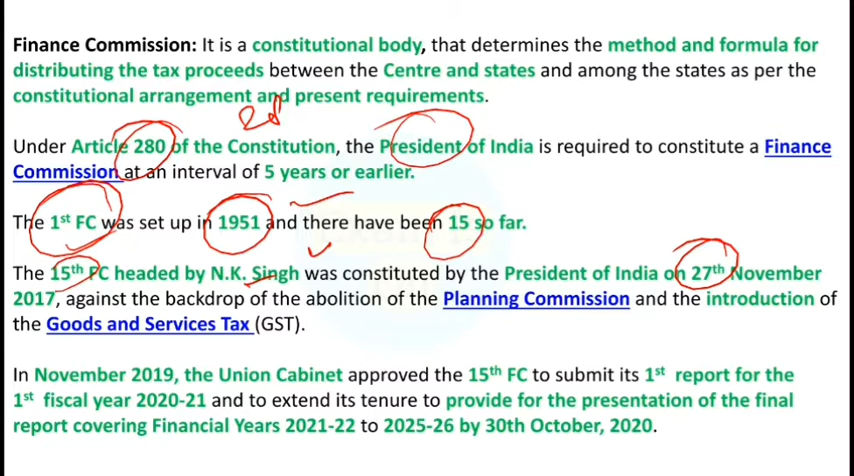 Finance Commission: It is a constitutional body, that determines the method and formula for
distributing the tax proceeds between the Centre and states and among the states as per the
constitutional arrangement and present requirements.
Under Article 280 of the Constitution, the President of India is required to constitute a Finance
Commission at an interval of 5 years or earlier.
The 1st FC was set up in 1951 and there have been 15 so far.
The 15th FC headed by N.K. Singh was constituted by the President of India on 27th November
2017, against the backdrop of the abolition of the Planning Commission and the introduction of
the Goods and Services Tax (GST).
In November 2019, the Union Cabinet approved the 15th FC to submit its 1st report for the
1st fiscal year 2020-21 and to extend its tenure to provide for the presentation of the final
report covering Financial Years 2021-22 to 2025-26 by 30th October, 2020.